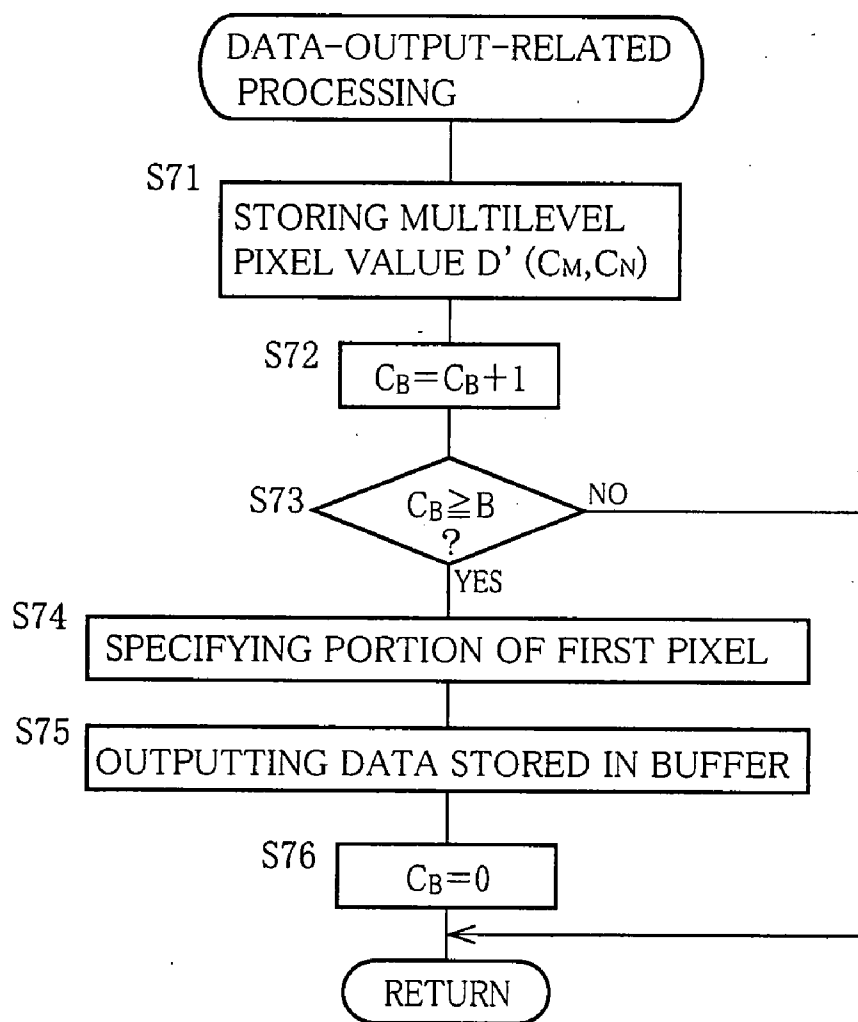 DATA-OUTPUT-RELATED
PROCESSING
S71
STORING MULTILEVEL
PIXEL VALUE D' (CM,CN)
S72
CB=CB+1
S73
CB≧B
?
NO
YES
S74
SPECIFYING PORTION OF FIRST PIXEL
S75
OUTPUTTING DATA STORED IN BUFFER
S76
CB=0
RETURN